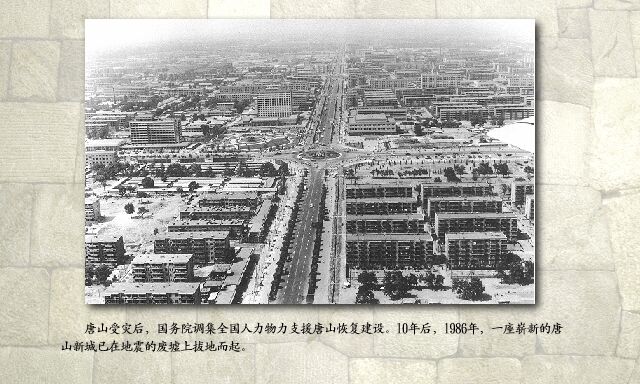 唐山受灾后，国务院调集全国人力物力支援唐山恢复建设。10年后，1986年，一座崭新的唐
山新城已在地震的废墟上拔地而起。